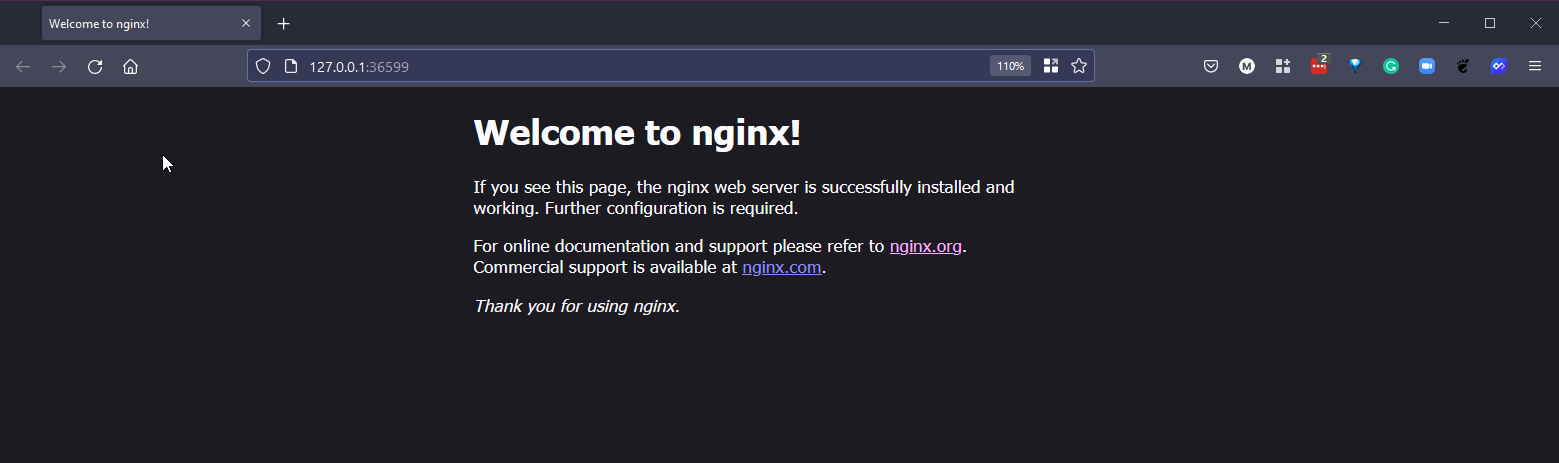 Welcome to nginx!
127.0.0.1:36599
110%
M
2
Welcome to nginx!
If you see this page, the nginx web server is successfully installed and
working. Further configuration is required.
For online documentation and support please refer to nginx.org.
Commercial support is available at nginx.com.
Thank you for using nginx.